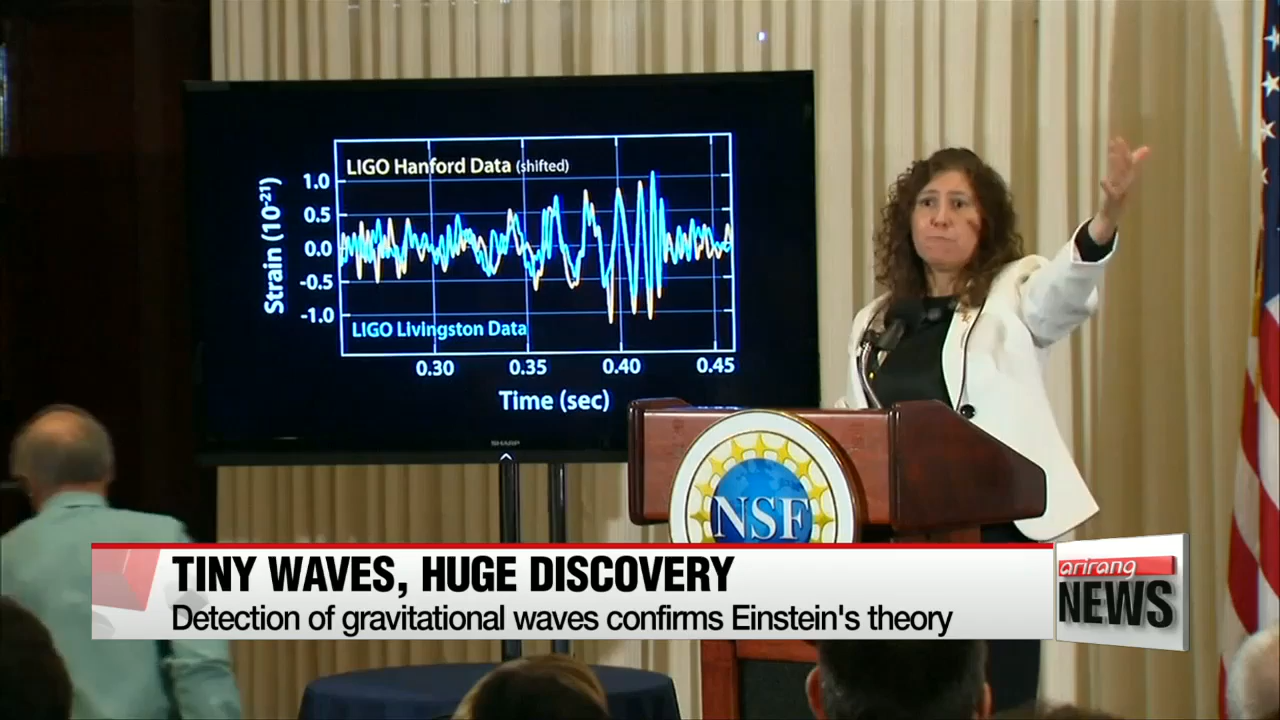 LIGO Hanford Data (shifted)
1.0
0.5
0.0
-0.5
-1.0
Strain (10⁻²¹)
LIGO Livingston Data
0.30
0.35
0.40
0.45
Time (sec)
SHARP
NSF
TINY WAVES, HUGE DISCOVERY
Detection of gravitational waves confirms Einstein's theory
arirang
NEWS